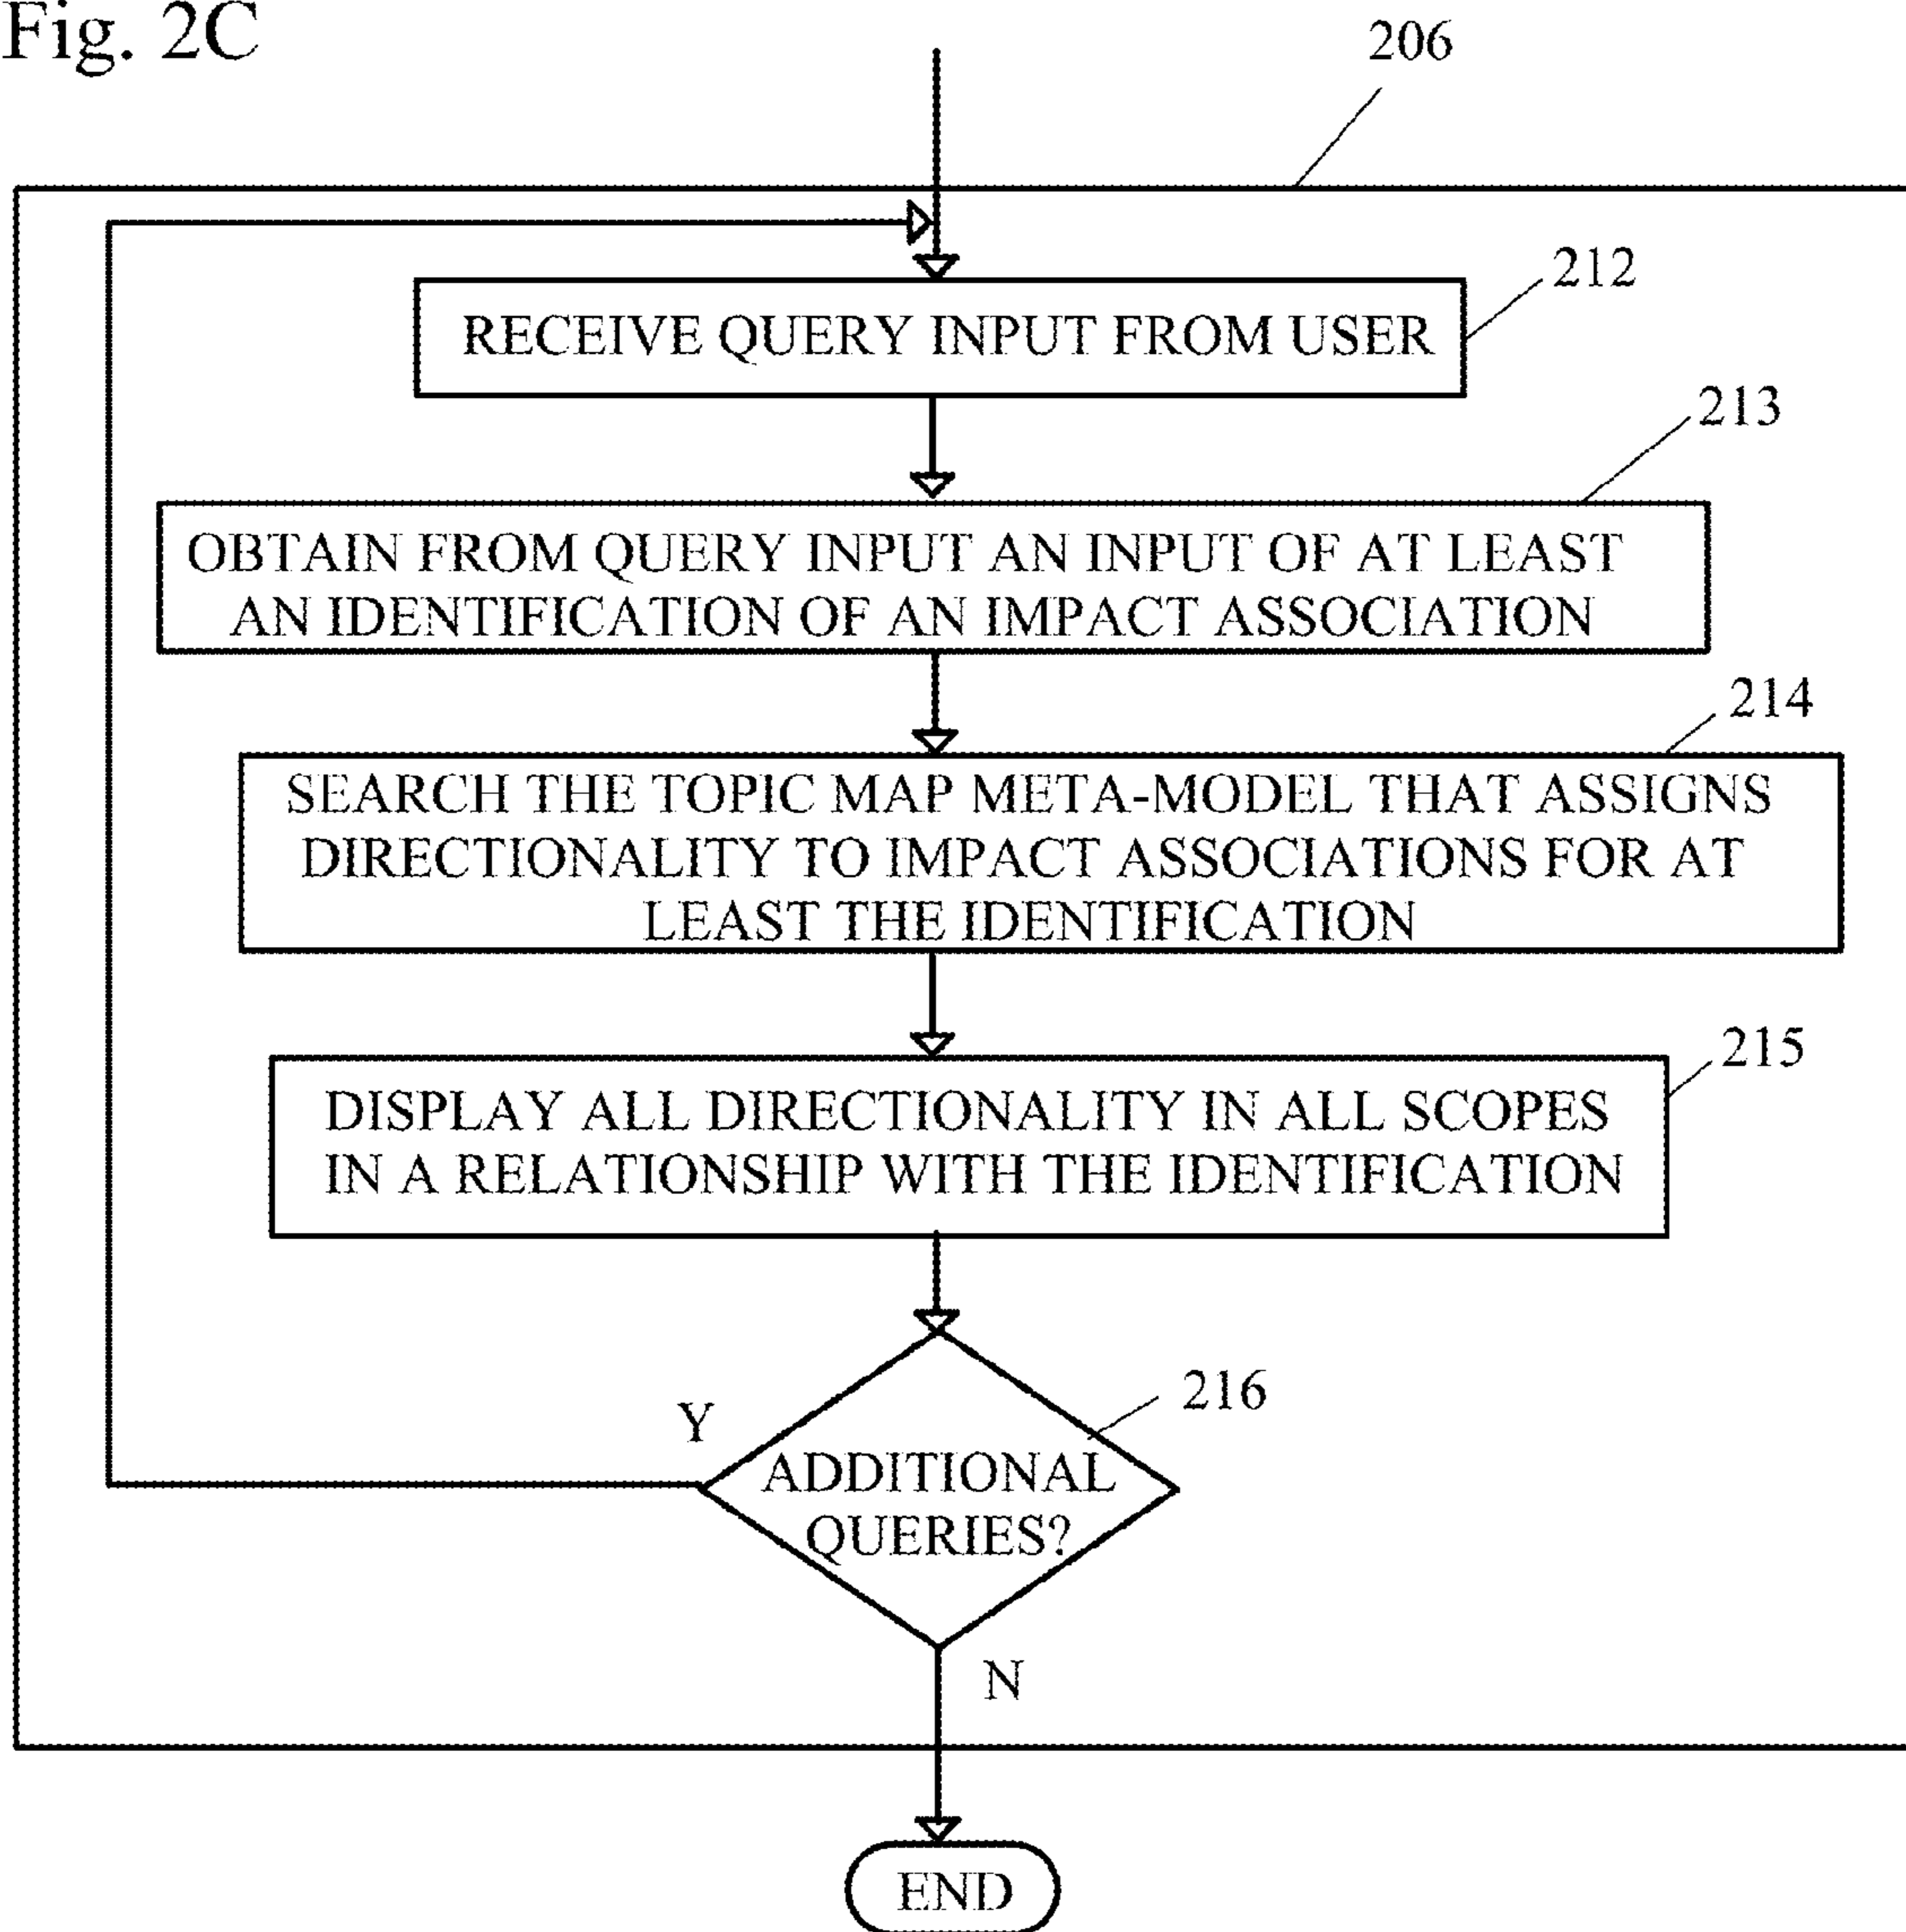 Fig. 2C
206
212
RECEIVE QUERY INPUT FROM USER
213
OBTAIN FROM QUERY INPUT AN INPUT OF AT LEAST
AN IDENTIFICATION OF AN IMPACT ASSOCIATION
214
SEARCH THE TOPIC MAP META-MODEL THAT ASSIGNS
DIRECTIONALITY TO IMPACT ASSOCIATIONS FOR AT
LEAST THE IDENTIFICATION
215
DISPLAY ALL DIRECTIONALITY IN ALL SCOPES
IN A RELATIONSHIP WITH THE IDENTIFICATION
216
Y
ADDITIONAL
QUERIES?
N
END